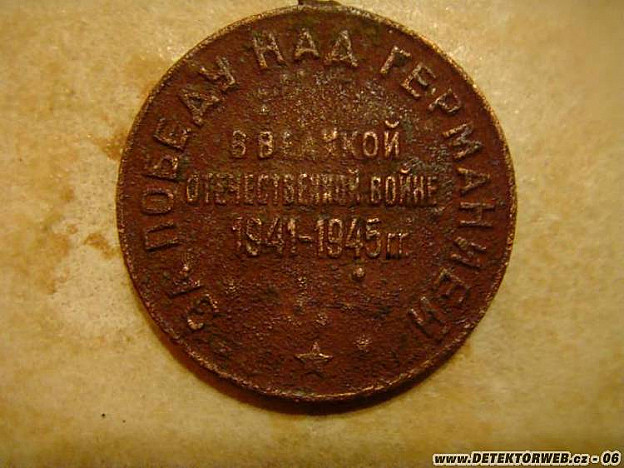 ЗА ПОБЕДУ НАД ГЕРМАНИЕЙ
В ВЕЛИКОЙ
ОТЕЧЕСТВЕННОЙ ВОЙНЕ
1941-1945 гг
www.DETEKTORWEB.cz - 06